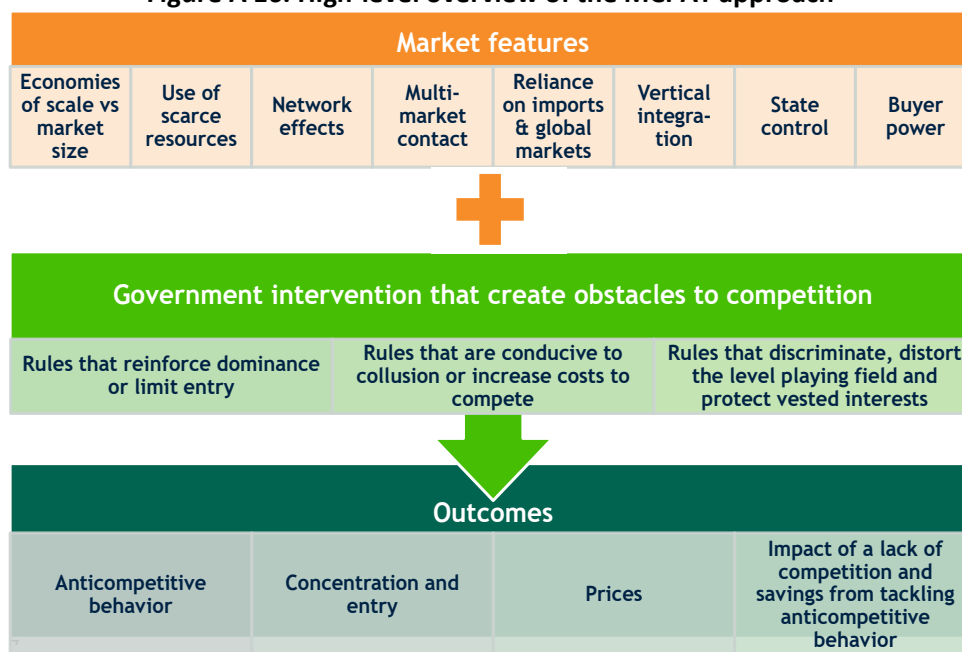 Market features
Economies
of scale vs
market
size
Use of
scarce
resources
Network
effects
Multi-
market
contact
Reliance
on imports
& global
markets
Vertical
integra-
tion
State
control
Buyer
power
Government intervention that create obstacles to competition
Rules that reinforce dominance
or limit entry
Rules that are conducive to
collusion or increase costs to
compete
Rules that discriminate, distort
the level playing field and
protect vested interests
Outcomes
Anticompetitive
behavior
Concentration and
entry
Prices
Impact of a lack of
competition and
savings from tackling
anticompetitive
behavior